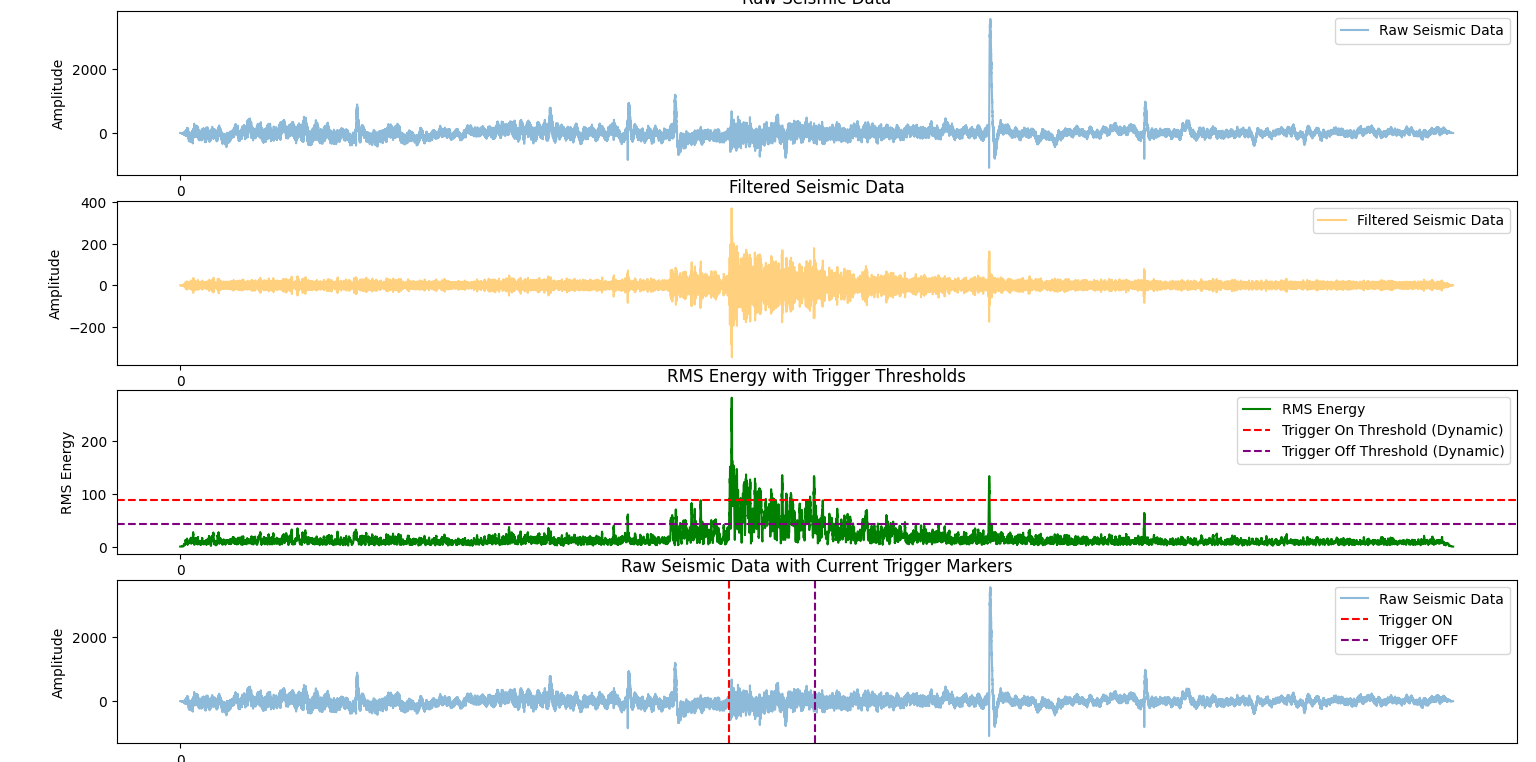 Raw Seismic Data
Raw Seismic Data
Amplitude
2000
0
0
Filtered Seismic Data
Filtered Seismic Data
Amplitude
400
200
0
−200
0
RMS Energy with Trigger Thresholds
RMS Energy
Trigger On Threshold (Dynamic)
Trigger Off Threshold (Dynamic)
RMS Energy
200
100
0
0
Raw Seismic Data with Current Trigger Markers
Raw Seismic Data
Trigger ON
Trigger OFF
Amplitude
2000
0
0